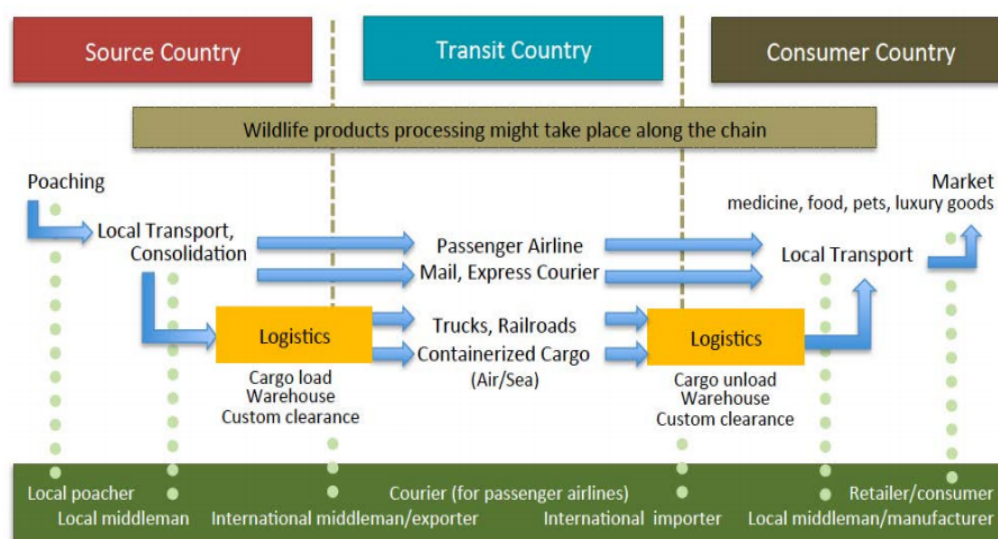 Source Country
Transit Country
Consumer Country
Wildlife products processing might take place along the chain
Poaching
Local Transport,
Consolidation
Passenger Airline
Mail, Express Courier
Market
medicine, food, pets, luxury goods
Local Transport
Logistics
Cargo load
Warehouse
Custom clearance
Trucks, Railroads
Containerized Cargo
(Air/Sea)
Logistics
Cargo unload
Warehouse
Custom clearance
Local poacher
Courier (for passenger airlines)
Retailer/consumer
Local middleman
International middleman/exporter
International importer
Local middleman/manufacturer